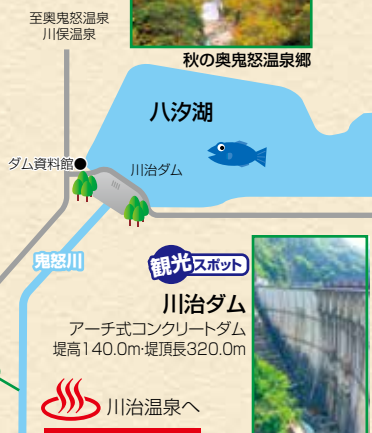 至奥鬼怒温泉
川俣温泉
秋の奥鬼怒温泉郷
八汐湖
ダム資料館
川治ダム
鬼怒川
観光スポット
川治ダム
アーチ式コンクリートダム
堤高140.0m・堤頂長320.0m
川治温泉へ